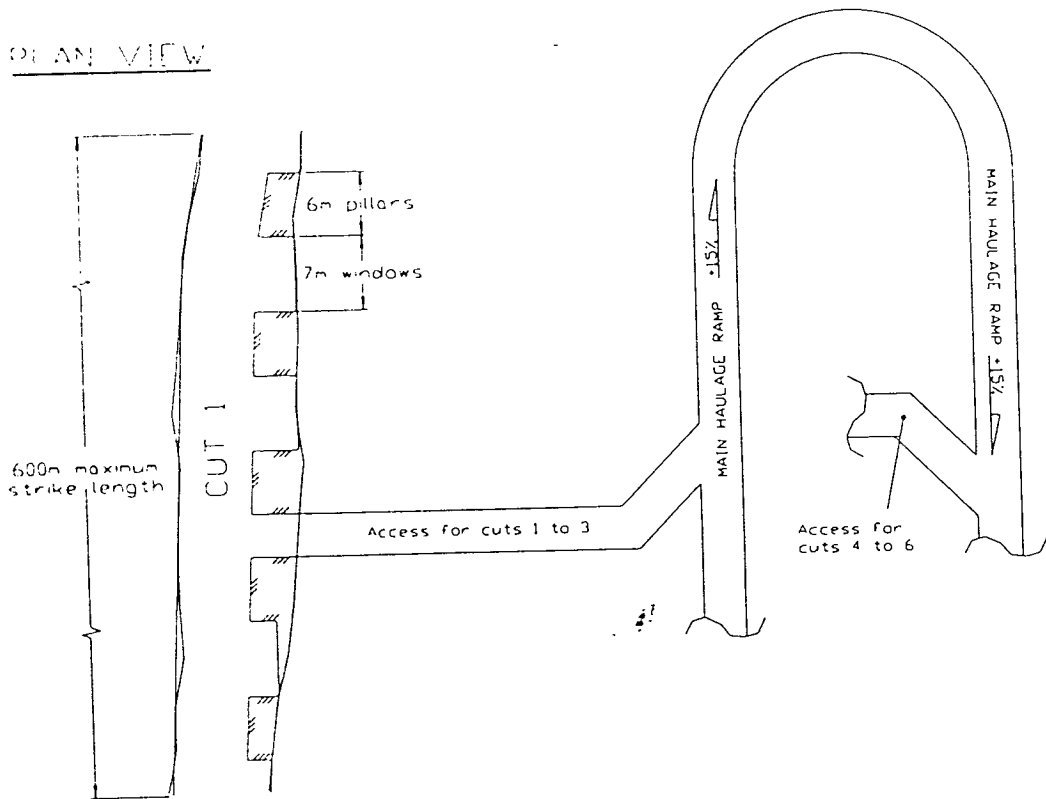 PLAN VIEW
6m pillars
7m windows
CUT 1
600m maximum
strike length
Access for cuts 1 to 3
MAIN HAULAGE RAMP +15%
MAIN HAULAGE RAMP +15%
Access for
cuts 4 to 6